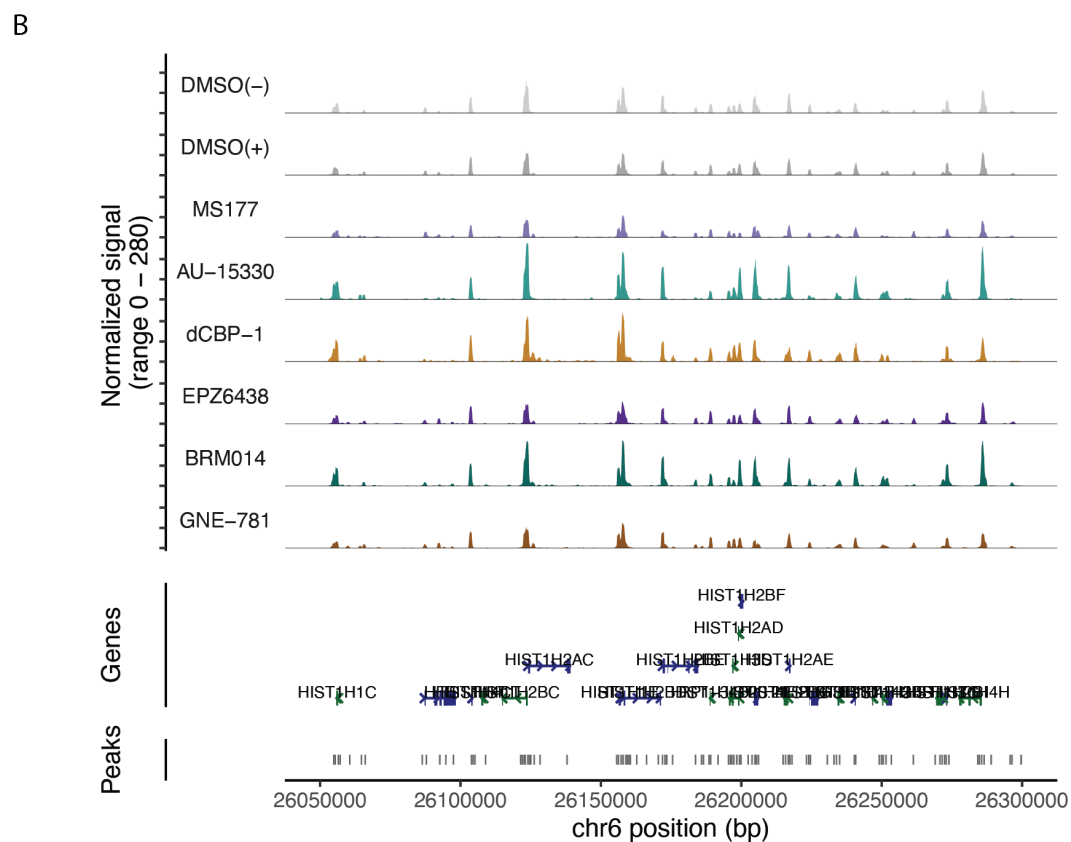 B
DMSO(−)
DMSO(+)
MS177
AU−15330
dCBP−1
EPZ6438
BRM014
GNE−781
Normalized signal
(range 0 − 280)
Genes
HIST1H2BF
HIST1H2AD
HIST1H2AC
HIST1H2AE
HIST1H1C
Peaks
26050000 26100000 26150000 26200000 26250000 26300000
chr6 position (bp)